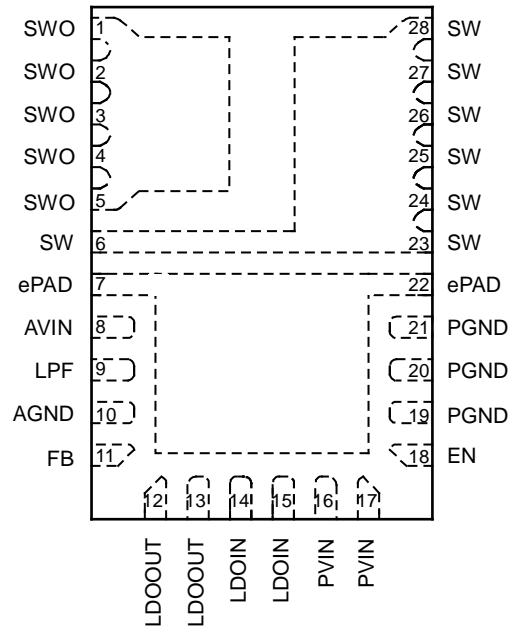 SWO 1 28 SW
SWO 2 27 SW
SWO 3 26 SW
SWO 4 25 SW
SWO 5 24 SW
SW 6 23 SW
ePAD 7 22 ePAD
AVIN 8 21 PGND
LPF 9 20 PGND
AGND 10 19 PGND
FB 11 18 EN
12 13 14 15 16 17
LDOOUT LDOOUT LDOIN LDOIN PVIN PVIN